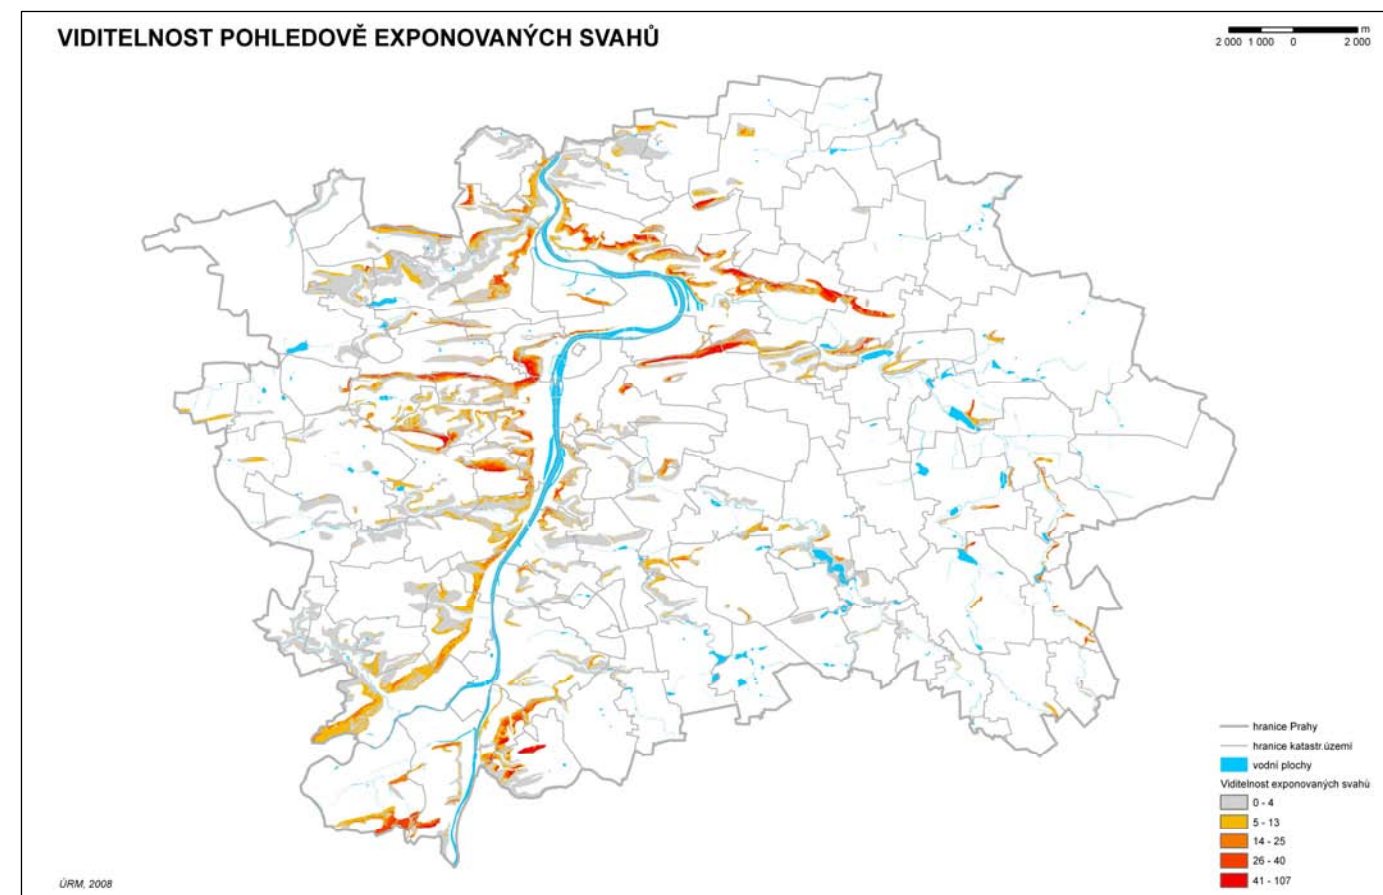 VIDITELNOST POHLEDOVĚ EXPONOVANÝCH SVAHŮ
m
2 000 1 000 0 2 000
hranice Prahy
hranice katastr.území
vodní plochy
Viditelnost exponovaných svahů
0 - 4
5 - 13
14 - 25
26 - 40
41 - 107
ÚRM, 2008